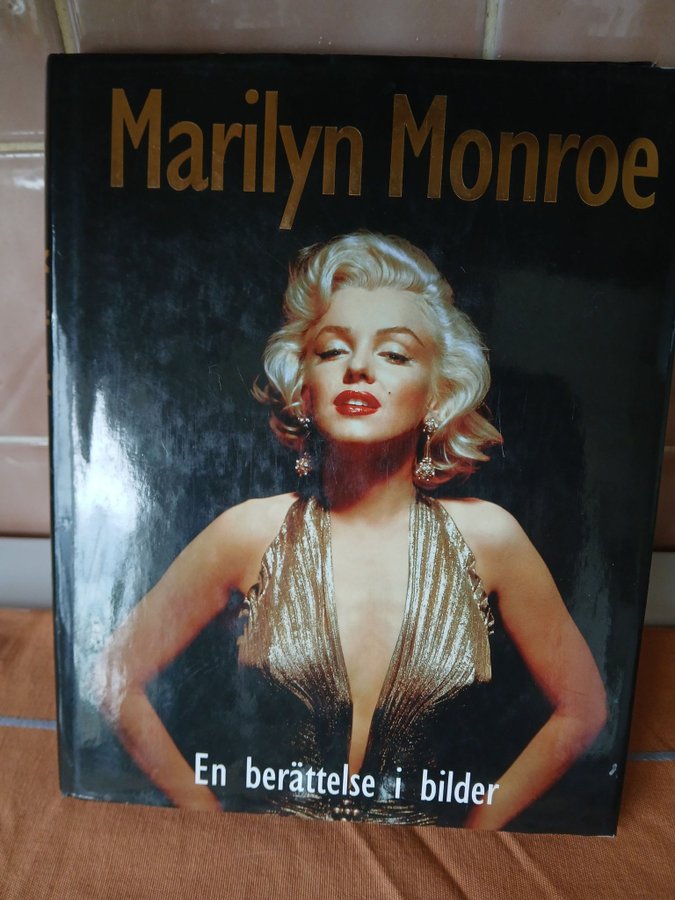 Marilyn Monroe
En berättelse i bilder